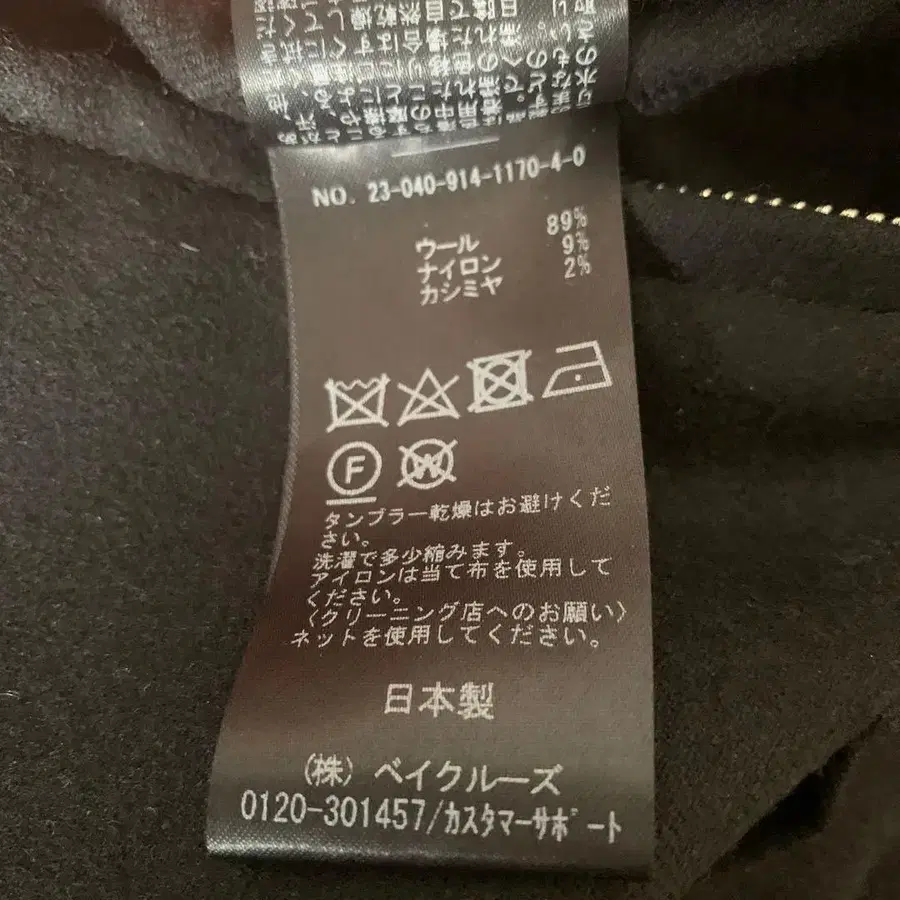 NO. 23-040-914-1170-4-0
ウール 89%
ナイロン 9%
カシミヤ 2%
F W
タンブラー乾燥はお避けくだ
さい。
洗濯で多少縮みます。
アイロンは当て布を使用して
ください。
〈クリーニング店へのお願い〉
ネットを使用してください。
日本製
(株) ベイクルーズ
0120-301457/カスタマーサポート